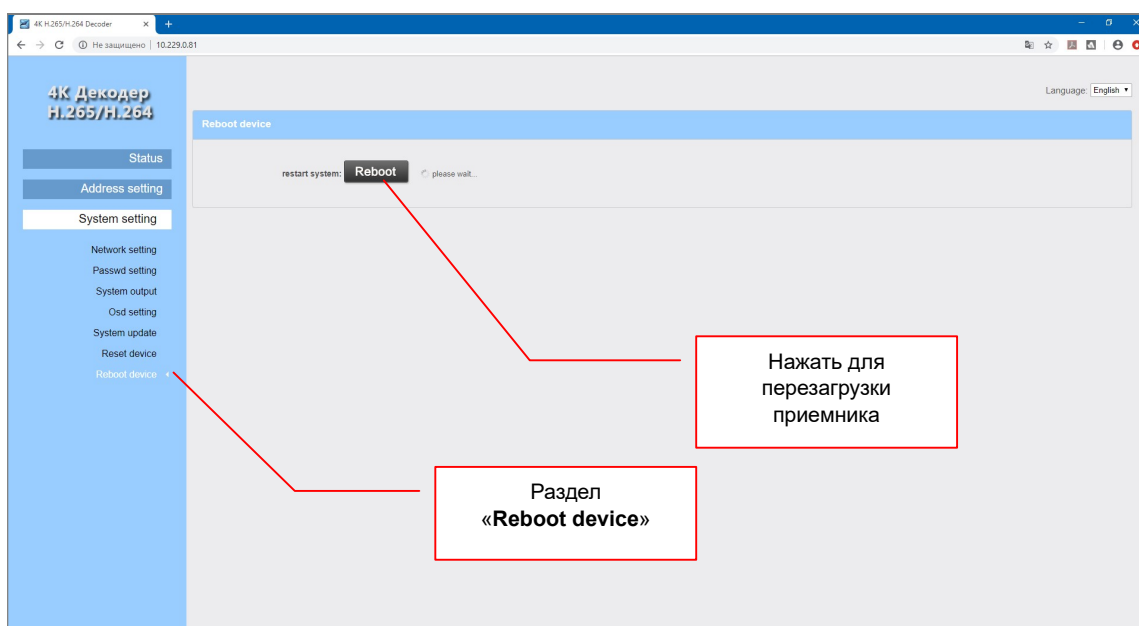 4K H.265/H.264 Decoder
Не защищено | 10.229.0.81
4K Декодер
H.265/H.264
Language: English
Reboot device
Status
restart system: Reboot please wait...
Address setting
System setting
Network setting
Passwd setting
System output
Osd setting
System update
Reset device
Reboot device
Нажать для
перезагрузки
приемника
Раздел
«Reboot device»